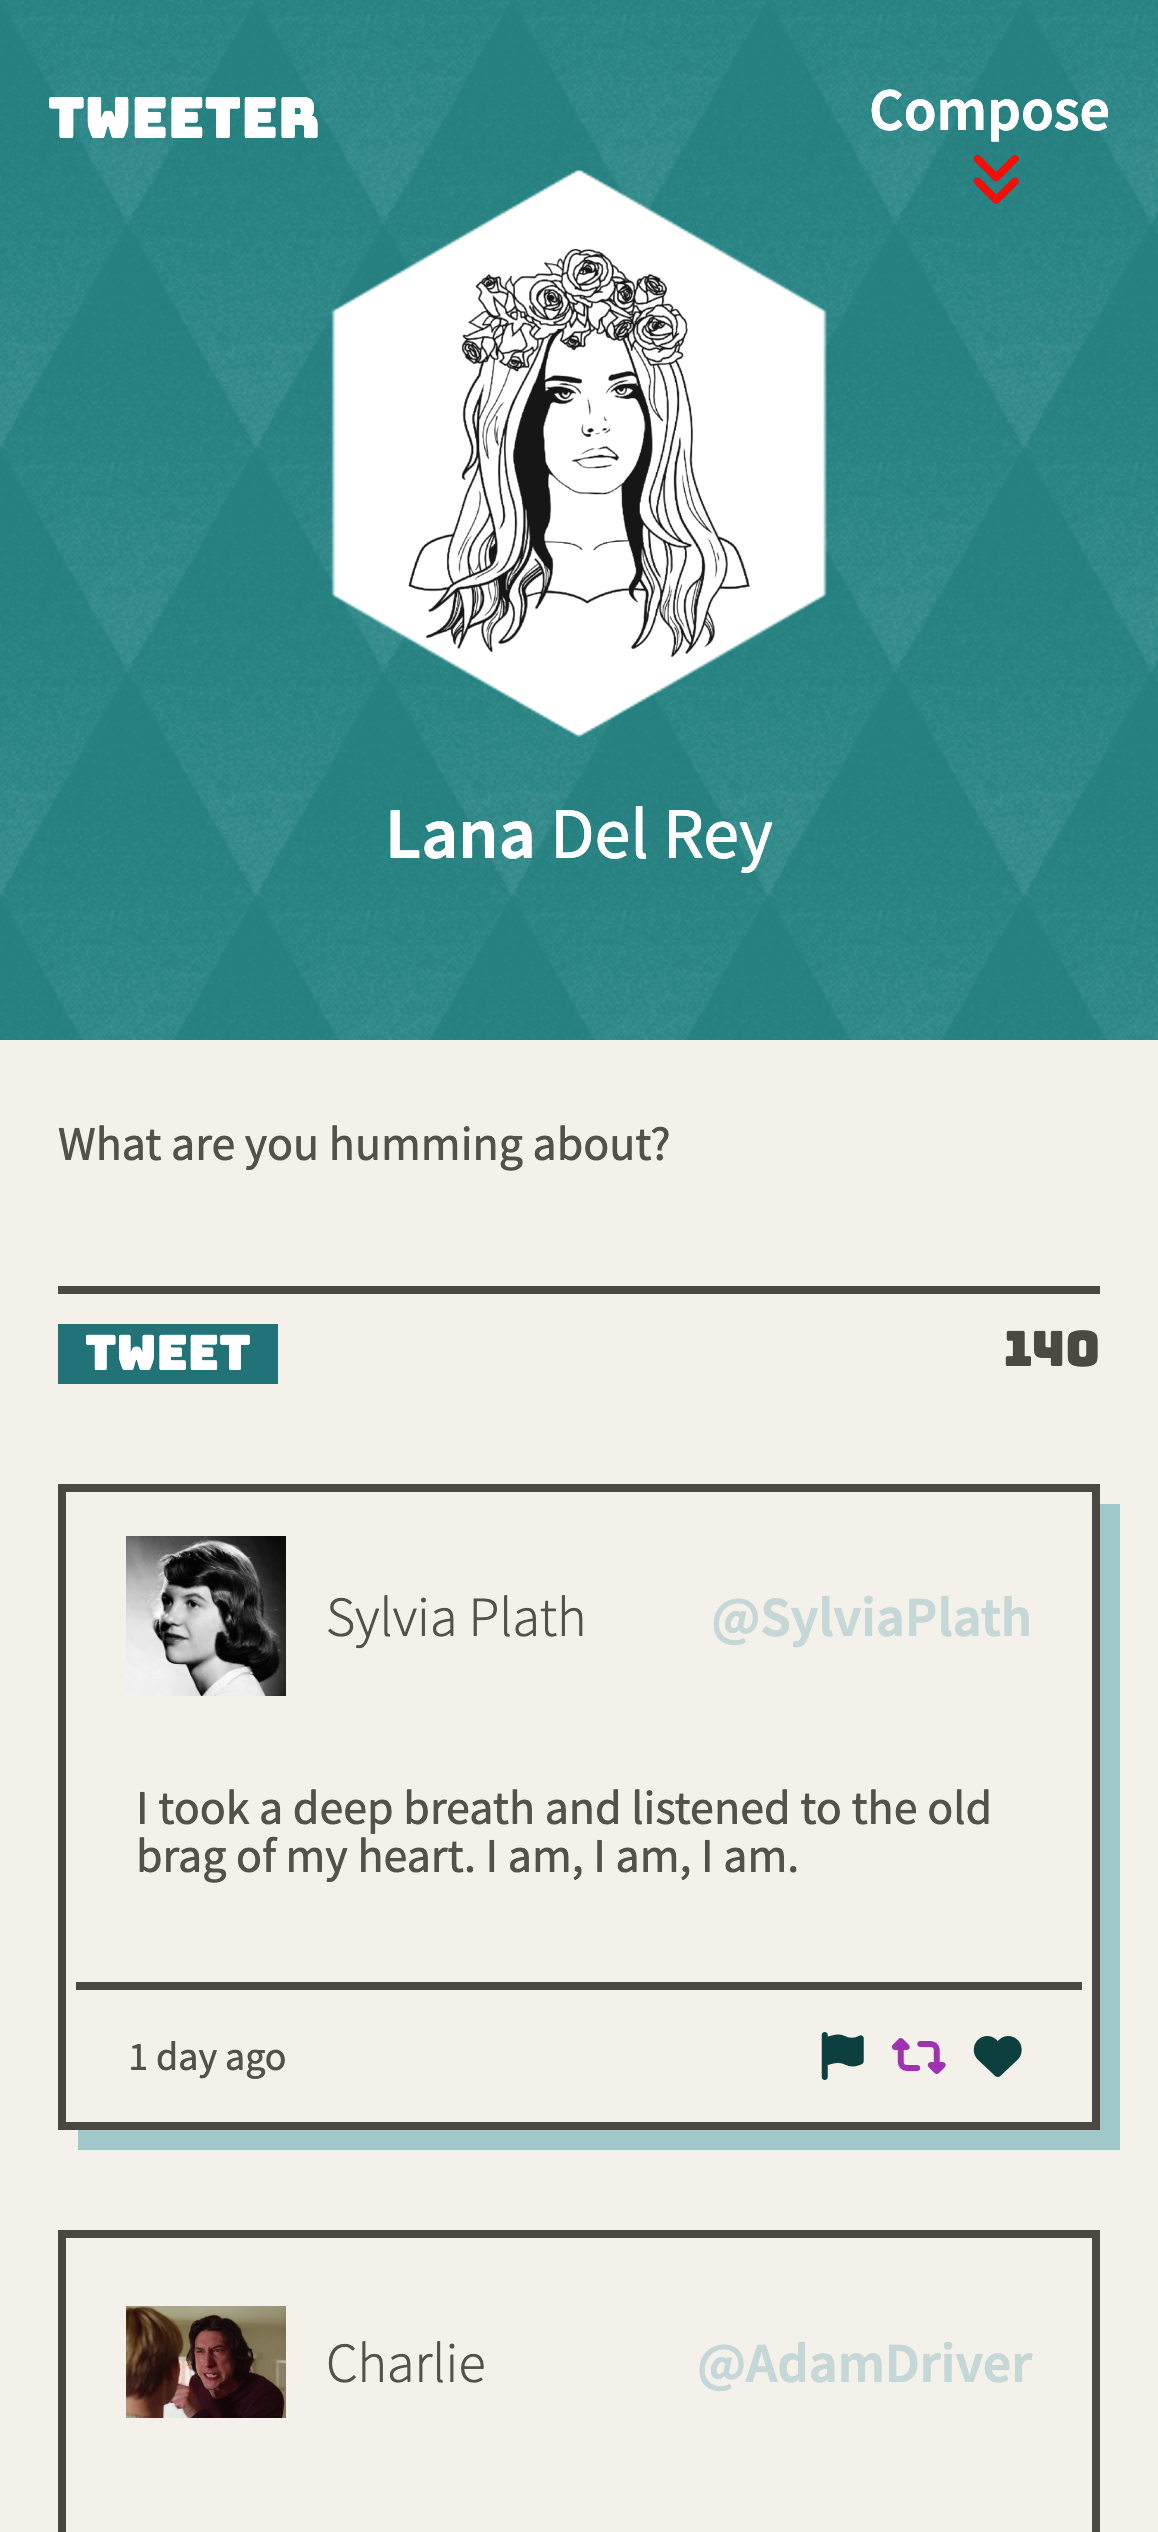 TWEETER
Compose
Lana Del Rey
What are you humming about?
TWEET
140
Sylvia Plath
@SylviaPlath
I took a deep breath and listened to the old
brag of my heart. I am, I am, I am.
1 day ago
Charlie
@AdamDriver